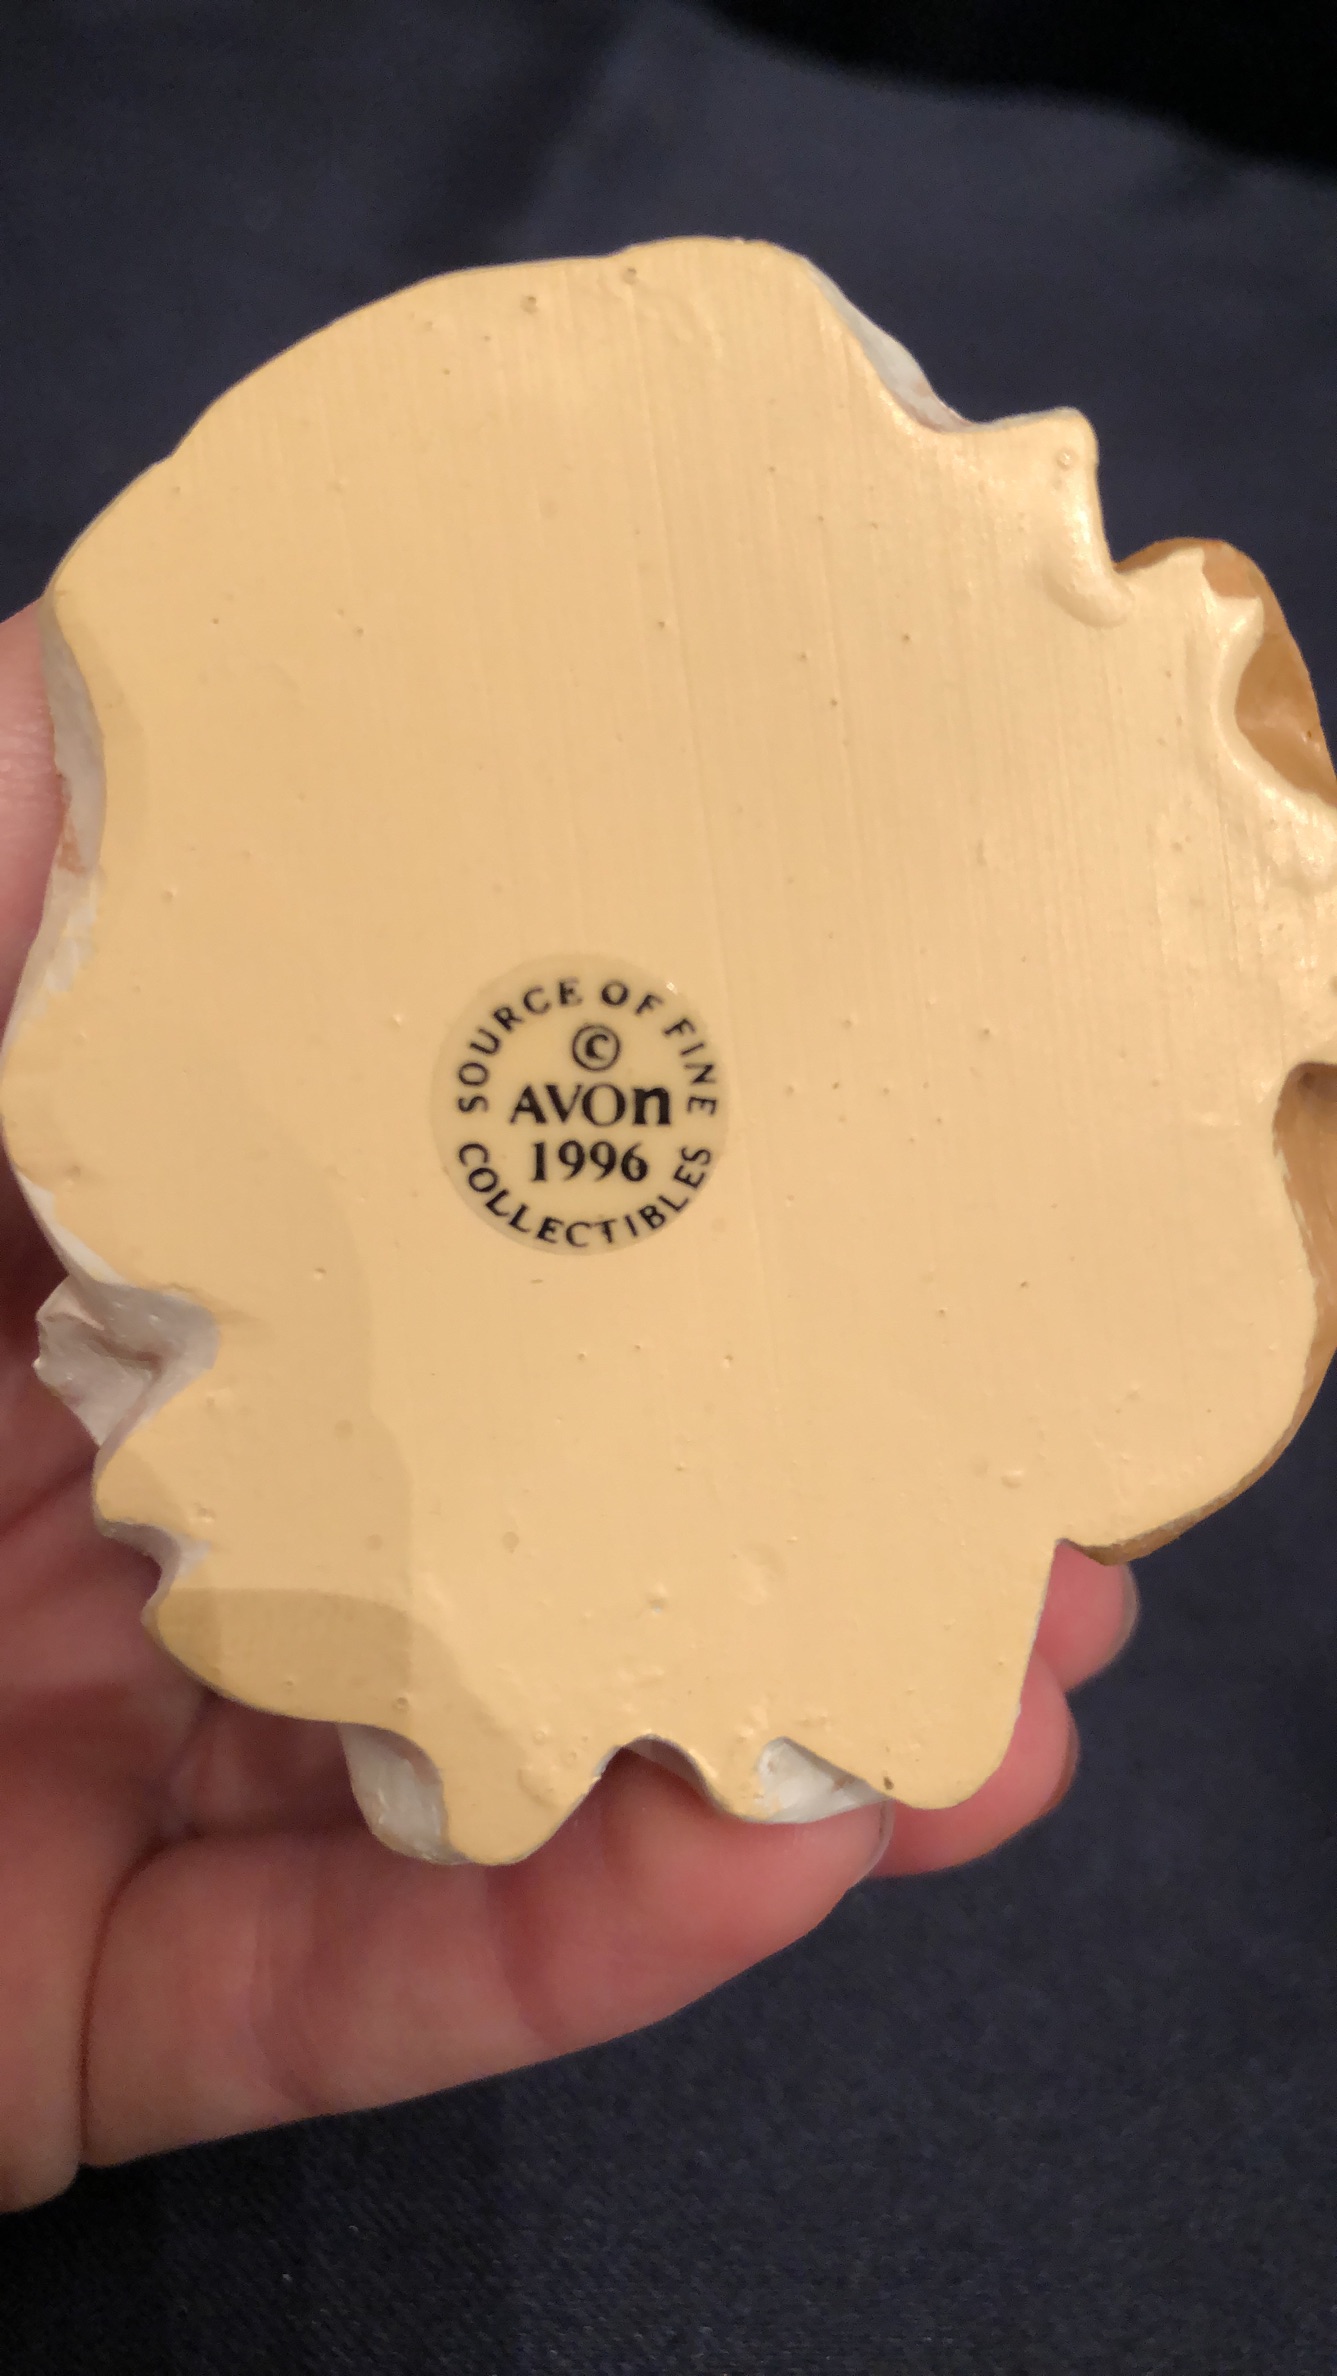 SOURCE OF FINE
©
AVON
1996
COLLECTIBLES